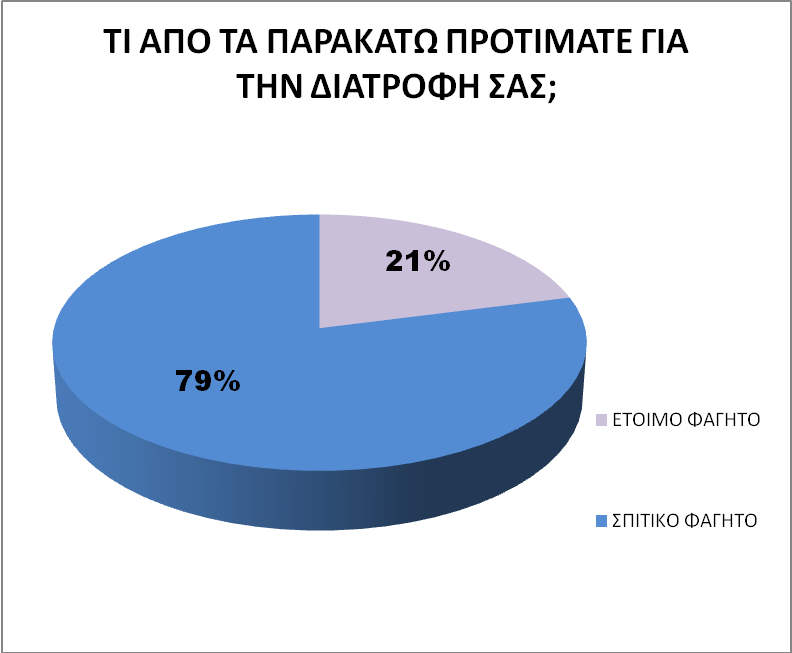 ΤΙ ΑΠΟ ΤΑ ΠΑΡΑΚΑΤΩ ΠΡΟΤΙΜΑΤΕ ΓΙΑ
ΤΗΝ ΔΙΑΤΡΟΦΗ ΣΑΣ;
21%
79%
ΕΤΟΙΜΟ ΦΑΓΗΤΟ
ΣΠΙΤΙΚΟ ΦΑΓΗΤΟ